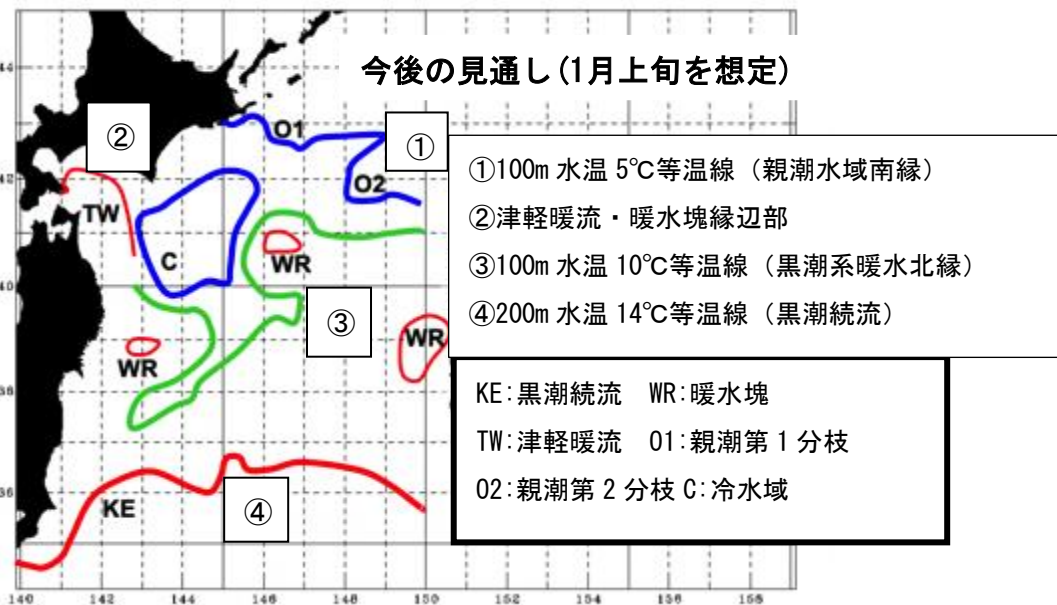 今後の見通し(1月上旬を想定)
44
②
O1
①
①100m 水温 5℃等温線（親潮水域南縁）
42
TW
O2
②津軽暖流・暖水塊縁辺部
C
WR
③100m 水温 10℃等温線（黒潮系暖水北縁）
40
③
④200m 水温 14℃等温線（黒潮続流）
WR
WR
38
KE:黒潮続流 WR:暖水塊
TW:津軽暖流 O1:親潮第 1 分枝
36
KE
④
O2:親潮第 2 分枝 C:冷水域
140 142 144 146 148 150 152 154 156 158